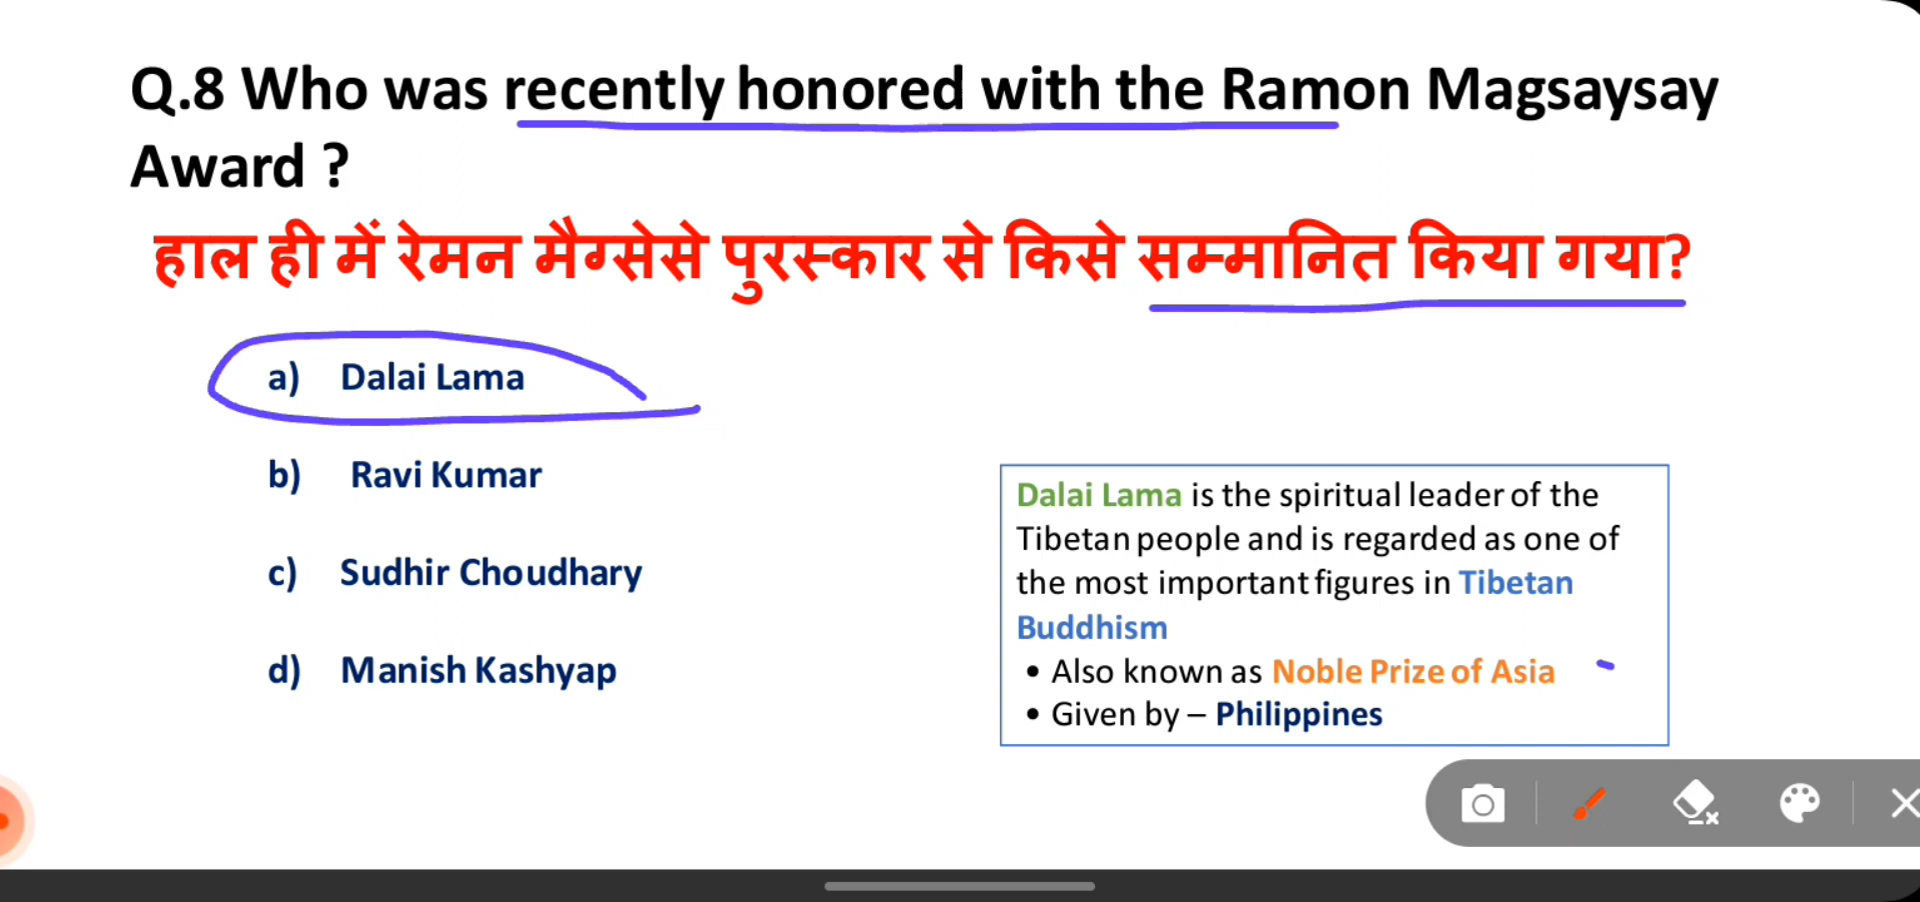 Q.8 Who was recently honored with the Ramon Magsaysay
Award ?
हाल ही में रेमन मैग्सेसे पुरस्कार से किसे सम्मानित किया गया?
a) Dalai Lama
b) Ravi Kumar
c) Sudhir Choudhary
d) Manish Kashyap
Dalai Lama is the spiritual leader of the
Tibetan people and is regarded as one of
the most important figures in Tibetan
Buddhism
• Also known as Noble Prize of Asia
• Given by – Philippines